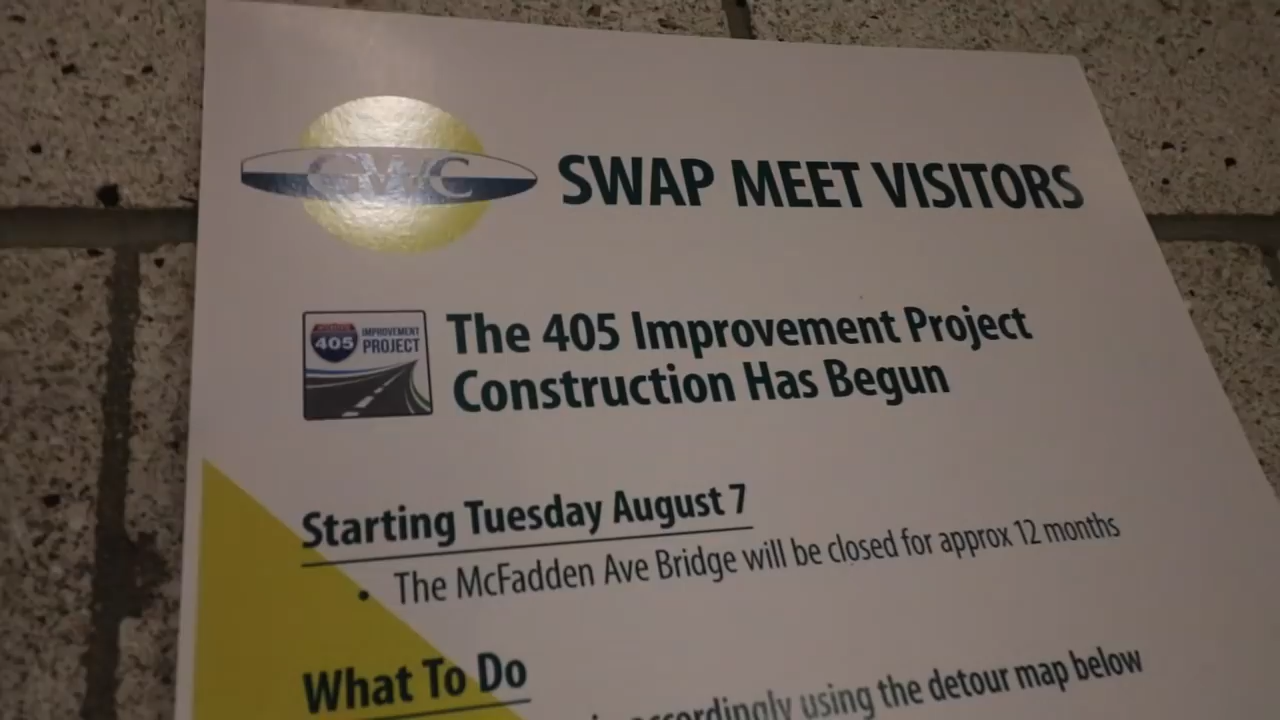 GWC
SWAP MEET VISITORS
405
IMPROVEMENT
PROJECT
The 405 Improvement Project
Construction Has Begun
Starting Tuesday August 7
• The McFadden Ave Bridge will be closed for approx 12 months
What To Do
accordingly using the detour map below